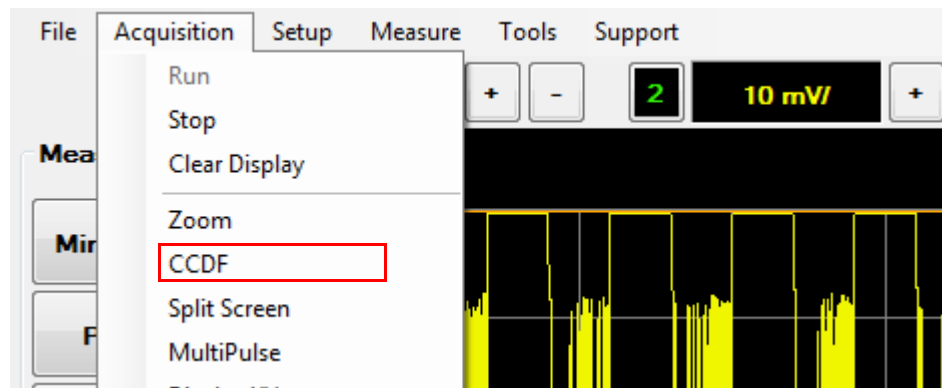 File Acquisition Setup Measure Tools Support
Run
+ - 2 10 mV/ +
Stop
Clear Display
Zoom
CCDF
Split Screen
MultiPulse